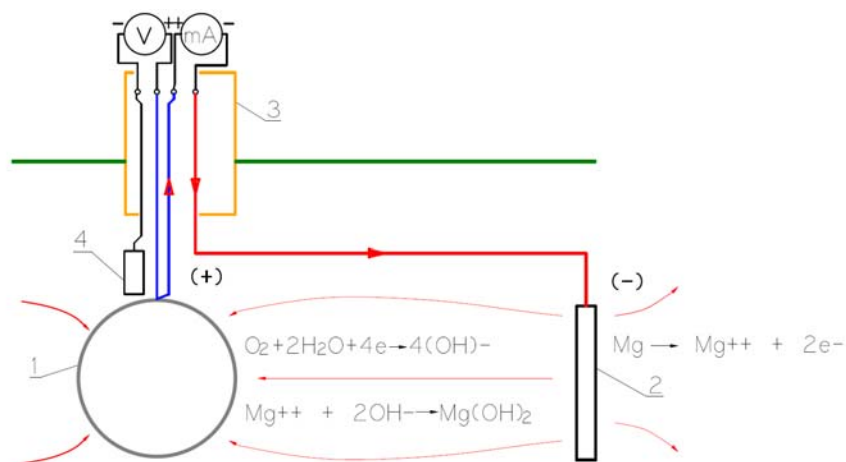 - V ++ mA -
3
4
(+)
(-)
1
O₂+2H₂O+4e→4(OH)-
Mg → Mg++ + 2e-
2
Mg++ + 2OH-→Mg(OH)₂